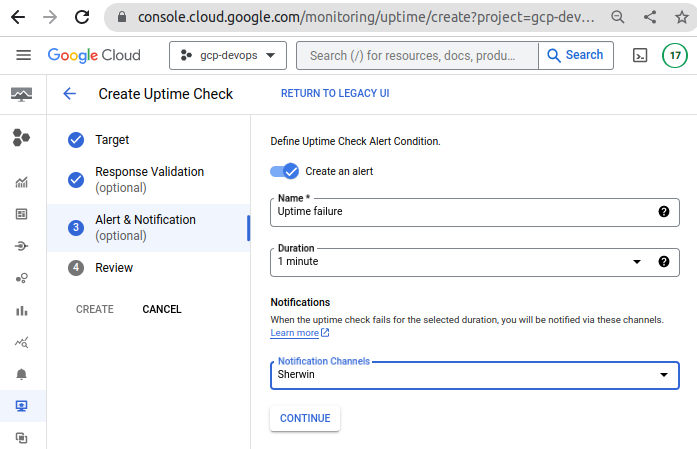 console.cloud.google.com/monitoring/uptime/create?project=gcp-dev...
Google Cloud
gcp-devops
Search (/) for resources, docs, produ...
Search
17
Create Uptime Check
RETURN TO LEGACY UI
Target
Response Validation
(optional)
3
Alert & Notification
(optional)
4
Review
CREATE
CANCEL
Define Uptime Check Alert Condition.
Create an alert
Name *
Uptime failure
Duration
1 minute
Notifications
When the uptime check fails for the selected duration, you will be notified via these channels.
Learn more
Notification Channels
Sherwin
CONTINUE